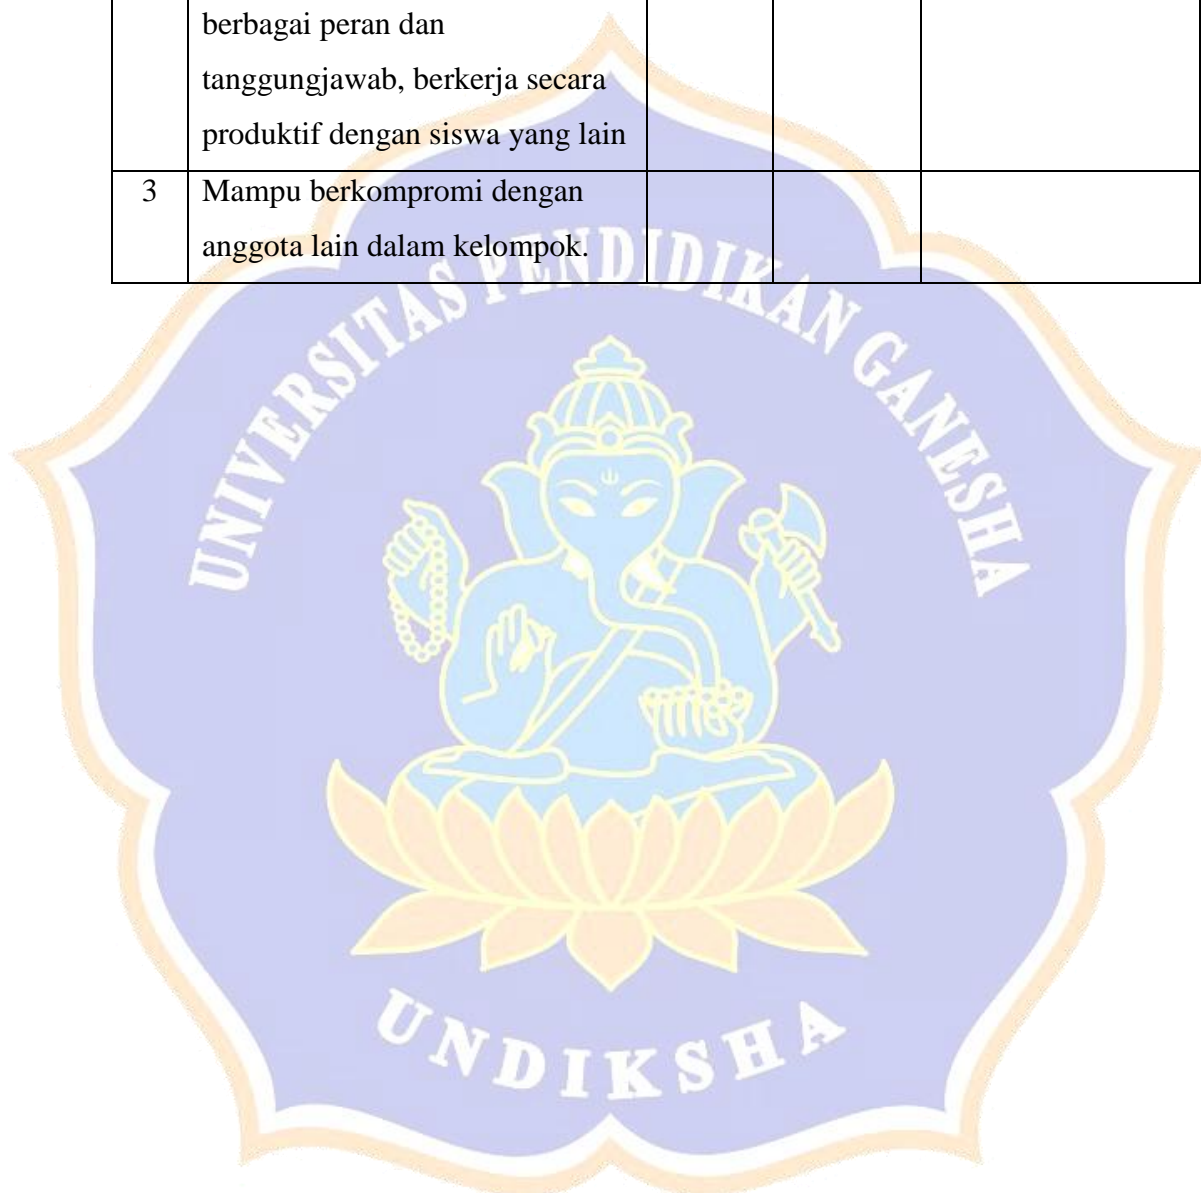 berbagai peran dan
tanggungjawab, berkerja secara
produktif dengan siswa yang lain
3 Mampu berkompromi dengan
anggota lain dalam kelompok.
UNIVERSITAS PENDIDIKAN GANESHA
UNDIKSHA